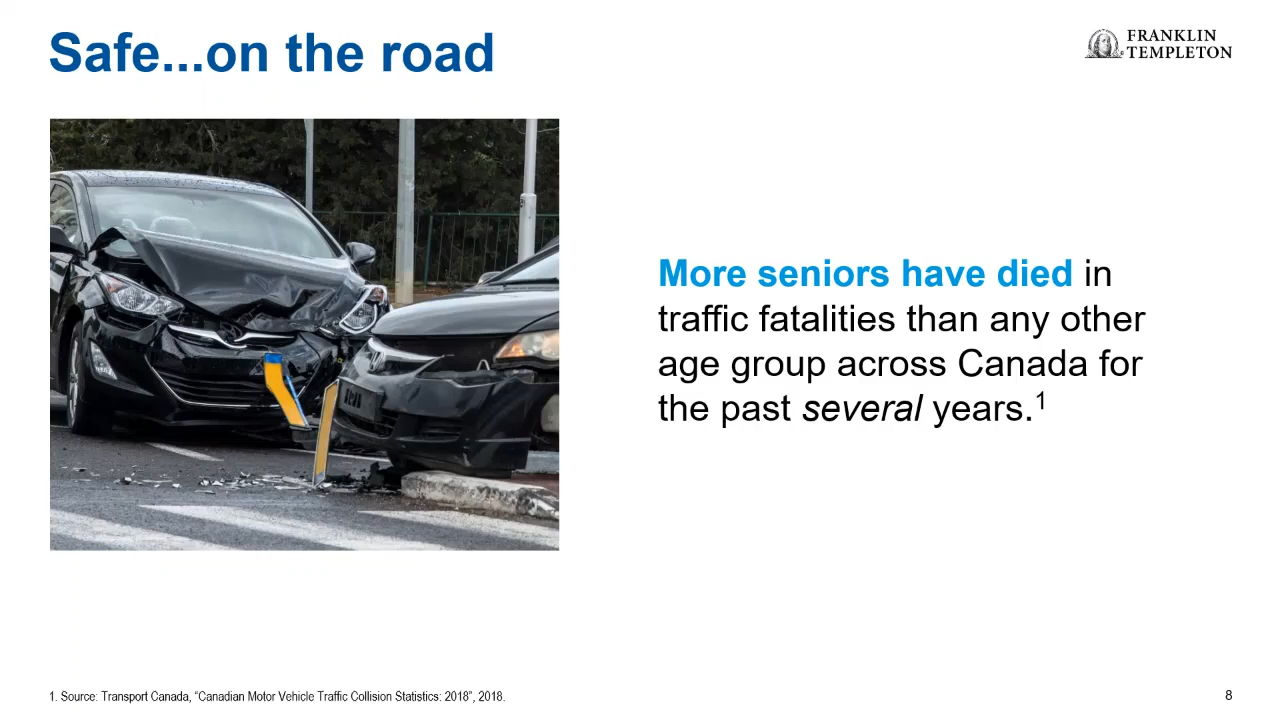 Safe...on the road
FRANKLIN
TEMPLETON
More seniors have died in
traffic fatalities than any other
age group across Canada for
the past several years.1
1. Source: Transport Canada, “Canadian Motor Vehicle Traffic Collision Statistics: 2018”, 2018.
8